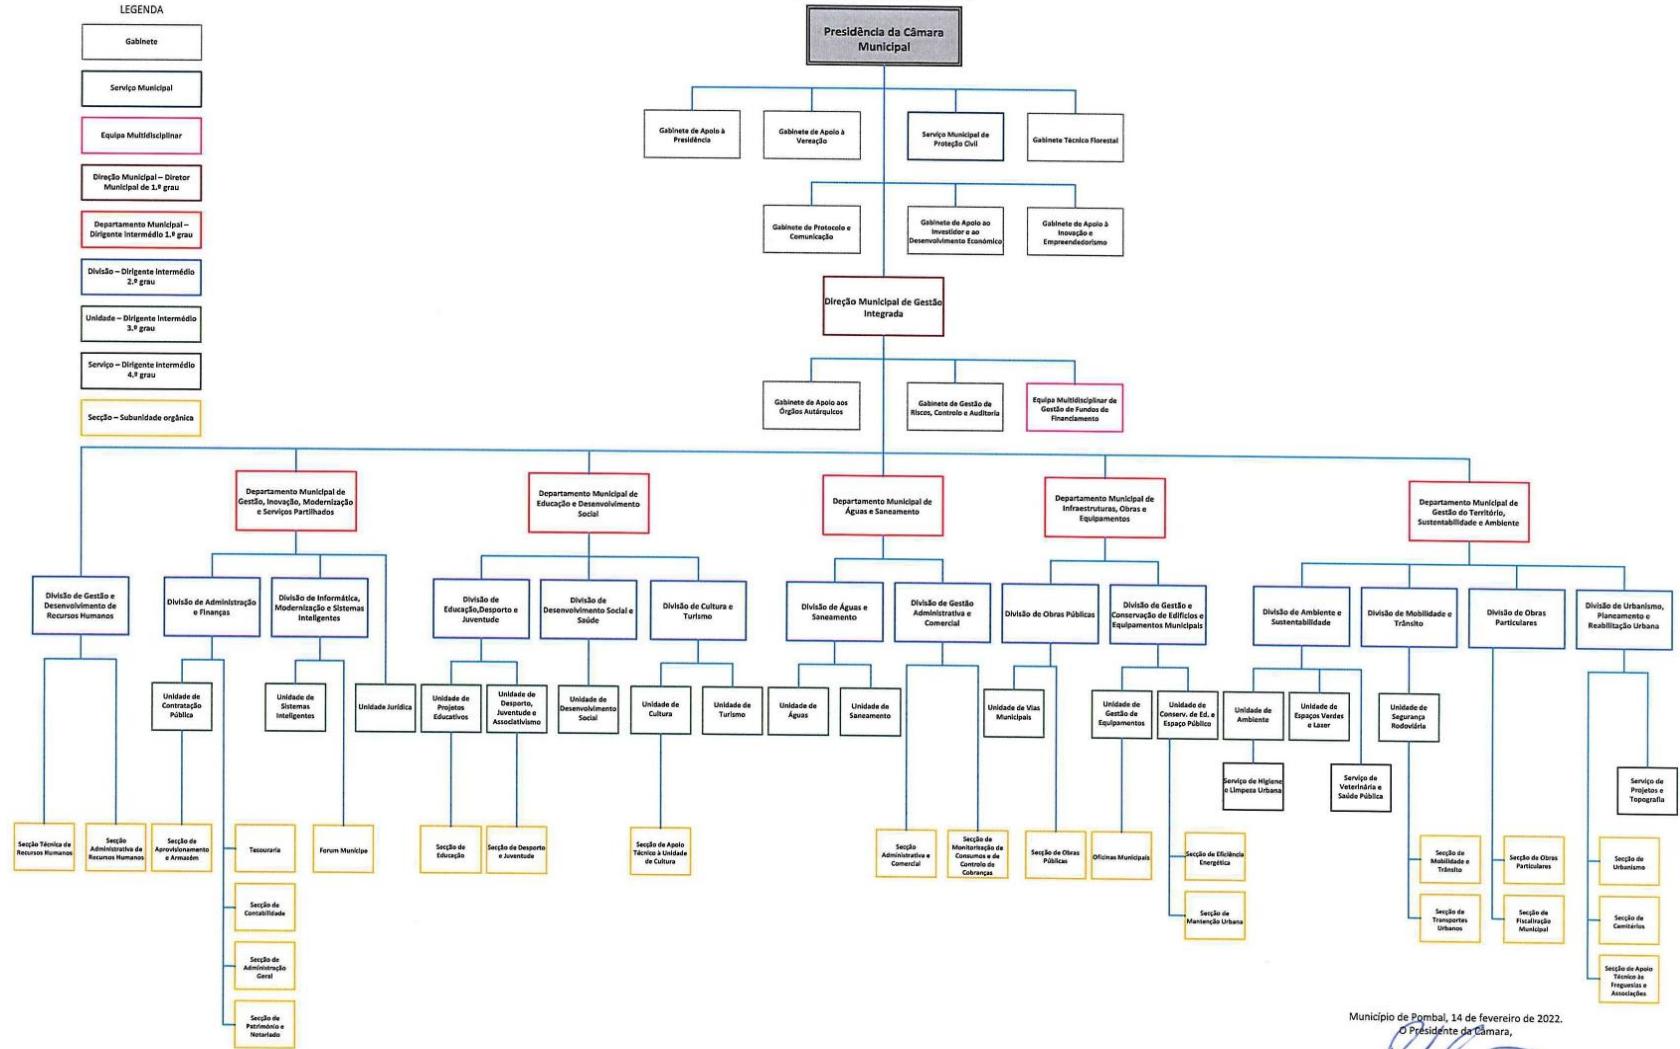 LEGENDA
Gabinete
Serviço Municipal
Equipa Multidisciplinar
Direção Municipal – Diretor
Municipal de 1.º grau
Departamento Municipal –
Dirigente intermédio 1.º grau
Divisão – Dirigente intermédio
2.º grau
Unidade – Dirigente intermédio
3.º grau
Serviço – Dirigente intermédio
4.º grau
Secção – Subunidade orgânica
Presidência da Câmara
Municipal
Gabinete de Apoio à
Presidência
Gabinete de Apoio à
Vereação
Serviço Municipal de
Proteção Civil
Gabinete Técnico Florestal
Gabinete de Protocolo e
Comunicação
Gabinete de Apoio ao
Investidor e ao
Desenvolvimento Económico
Gabinete de Apoio à
Inovação e
Empreendedorismo
Direção Municipal de Gestão
Integrada
Gabinete de Apoio aos
Órgãos Autárquicos
Gabinete de Gestão de
Riscos, Controlo e Auditoria
Equipa Multidisciplinar de
Gestão de Fundos de
Financiamento
Departamento Municipal de
Gestão, Inovação, Modernização
e Serviços Partilhados
Departamento Municipal de
Educação e Desenvolvimento
Social
Departamento Municipal de
Águas e Saneamento
Departamento Municipal de
Infraestruturas, Obras e
Equipamentos
Departamento Municipal de
Gestão do Território,
Sustentabilidade e Ambiente
Divisão de Gestão e
Desenvolvimento de
Recursos Humanos
Divisão de Administração
e Finanças
Divisão de Informática,
Modernização e Sistemas
Inteligentes
Divisão de
Educação,Desporto e
Juventude
Divisão de
Desenvolvimento Social e
Saúde
Divisão de Cultura e
Turismo
Divisão de Águas e
Saneamento
Divisão de Gestão
Administrativa e
Comercial
Divisão de Obras Públicas
Divisão de Gestão e
Conservação de Edifícios e
Equipamentos Municipais
Divisão de Ambiente e
Sustentabilidade
Divisão de Mobilidade e
Trânsito
Divisão de Obras
Particulares
Divisão de Urbanismo,
Planeamento e
Reabilitação Urbana
Unidade de
Contratação
Pública
Unidade de
Sistemas
Inteligentes
Unidade Jurídica
Unidade de
Projetos
Educativos
Unidade de
Desporto,
Juventude e
Associativismo
Unidade de
Desenvolvimento
Social
Unidade de
Cultura
Unidade de
Turismo
Unidade de
Águas
Unidade de
Saneamento
Unidade de Vias
Municipais
Unidade de
Gestão de
Equipamentos
Unidade de
Conserv. de Ed. e
Espaço Público
Unidade de
Ambiente
Unidade de
Espaços Verdes
e Lazer
Unidade de
Segurança
Rodoviária
Serviço de Higiene
e Limpeza Urbana
Serviço de
Veterinária e
Saúde Pública
Serviço de
Projetos e
Topografia
Secção Técnica de
Recursos Humanos
Secção
Administrativa de
Recursos Humanos
Secção de
Aprovisionamento
e Armazém
Tesouraria
Forum Munícipe
Secção de
Educação
Secção de Desporto
e Juventude
Secção de Apoio
Técnico à Unidade
de Cultura
Secção
Administrativa e
Comercial
Secção de
Monitorização de
Consumos e de
Controlo de
Cobranças
Secção de Obras
Públicas
Oficinas Municipais
Secção de Eficiência
Energética
Secção de
Mobilidade e
Trânsito
Secção de Obras
Particulares
Secção de
Urbanismo
Secção de
Contabilidade
Secção de
Mantenção Urbana
Secção de
Transportes
Urbanos
Secção de
Fiscalização
Municipal
Secção de
Cemitérios
Secção de
Administração
Geral
Secção de Apoio
Técnico às
Freguesias e
Associações
Secção de
Património e
Notariado
Município de Pombal, 14 de fevereiro de 2022.
O Presidente da Câmara,